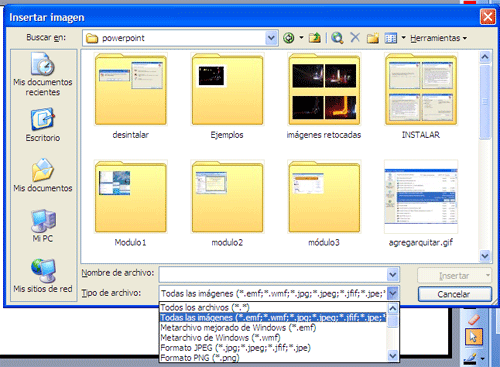 Insertar imagen
Buscar en: powerpoint Herramientas
Mis documentos recientes
Escritorio
Mis documentos
Mi PC
Mis sitios de red
desintalar Ejemplos imágenes retocadas INSTALAR
Modulo1 modulo2 módulo3 agregarquitar.gif
Nombre de archivo: Insertar
Tipo de archivo: Todas las imágenes (*.emf;*.wmf;*.jpg;*.jpeg;*.jfif;*.jpe; Cancelar
Todos los archivos (*.*)
Todas las imágenes (*.emf;*.wmf;*.jpg;*.jpeg;*.jfif;*.jpe;
Metarchivo mejorado de Windows (*.emf)
Metarchivo de Windows (*.wmf)
Formato JPEG (*.jpg;*.jpeg;*.jfif;*.jpe)
Formato PNG (*.png)